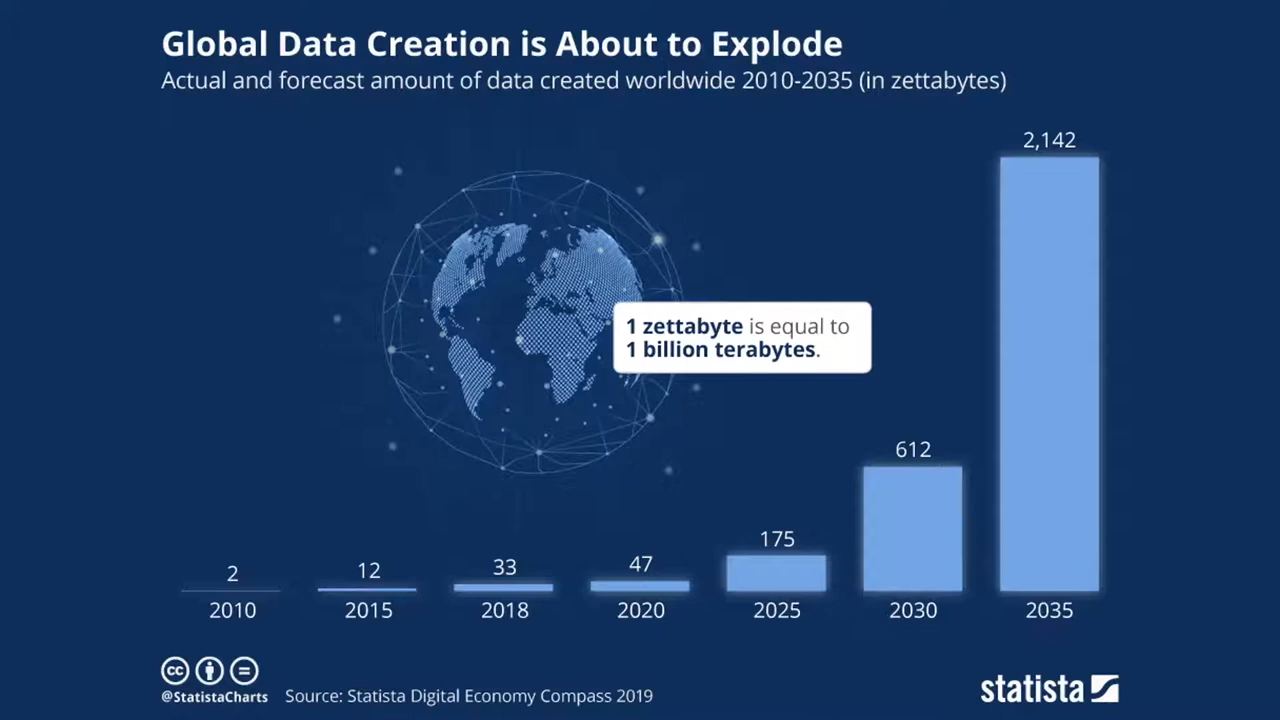 Global Data Creation is About to Explode
Actual and forecast amount of data created worldwide 2010-2035 (in zettabytes)
2,142
1 zettabyte is equal to
1 billion terabytes.
612
175
47
33
12
2
2010 2015 2018 2020 2025 2030 2035
cc
@StatistaCharts Source: Statista Digital Economy Compass 2019
statista